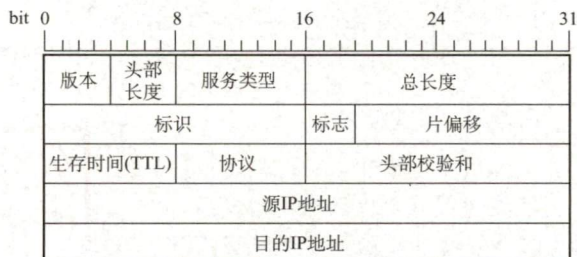 bit 0 8 16 24 31
版本 头部长度 服务类型 总长度
标识 标志 片偏移
生存时间(TTL) 协议 头部校验和
源IP地址
目的IP地址